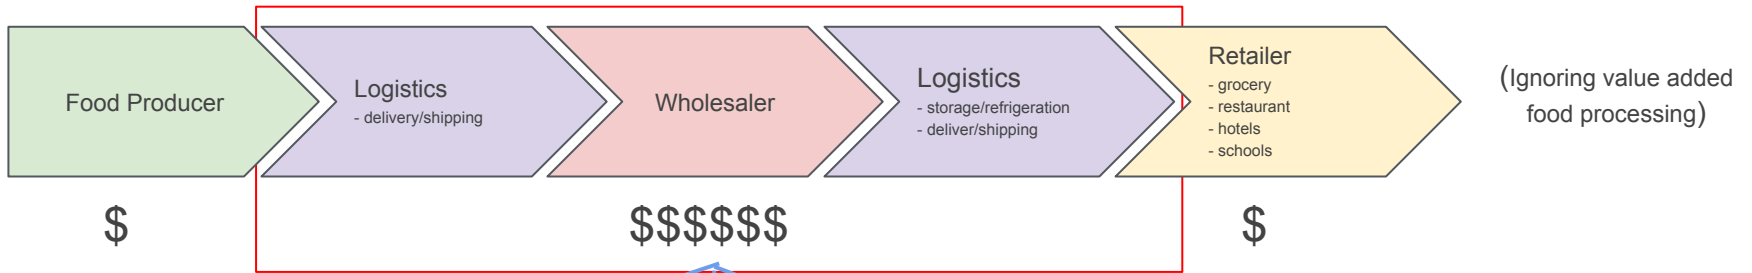 Food Producer
Logistics
- delivery/shipping
Wholesaler
Logistics
- storage/refrigeration
- deliver/shipping
Retailer
- grocery
- restaurant
- hotels
- schools
(Ignoring value added
food processing)
$
$$$$$$
$